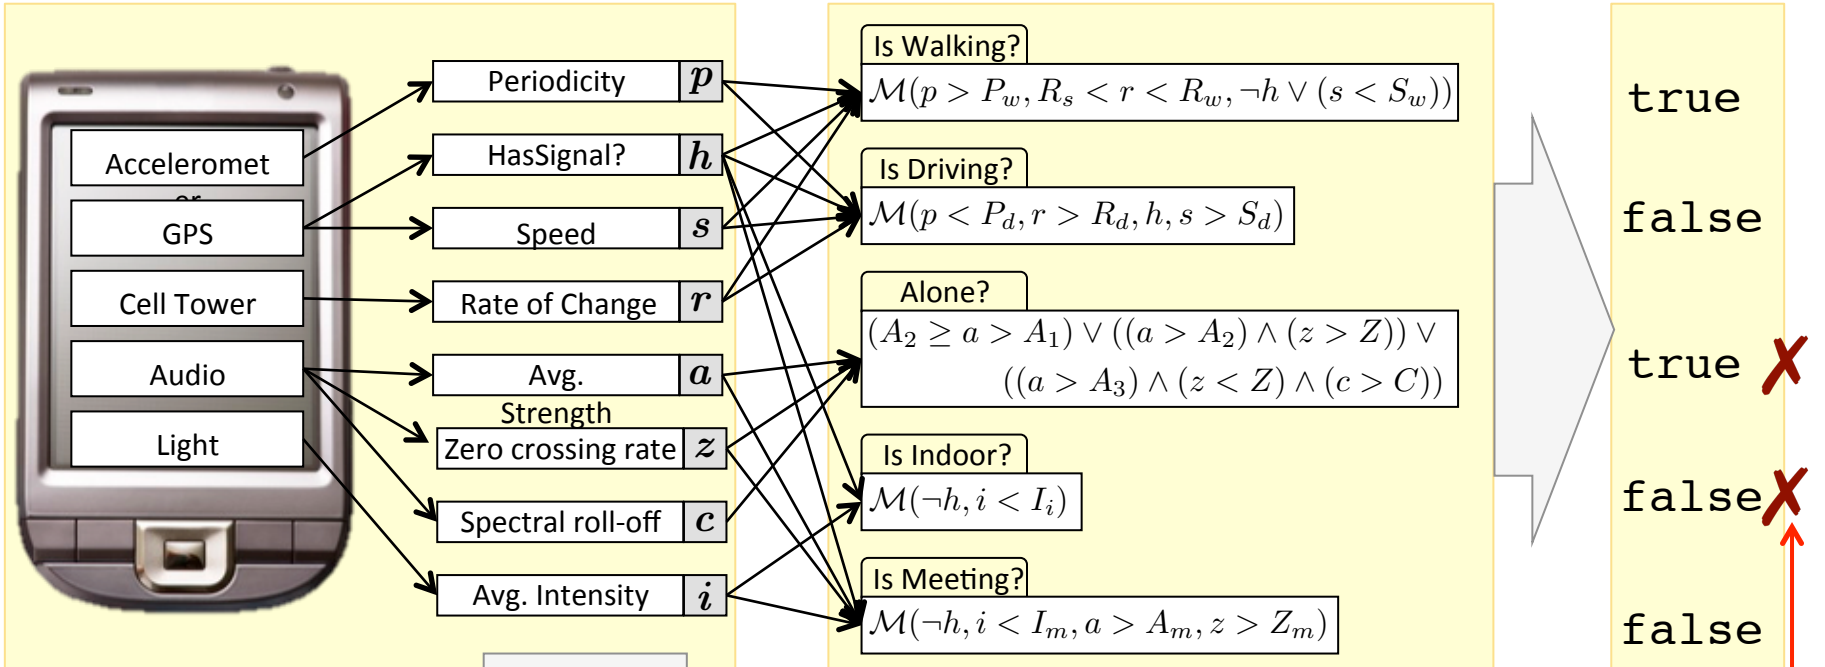 Acceleromet
er
GPS
Cell Tower
Audio
Light
Periodicity p
HasSignal? h
Speed s
Rate of Change r
Avg. a
Strength
Zero crossing rate z
Spectral roll-off c
Avg. Intensity i
Is Walking?
ℳ(p > P_w, R_s < r < R_w, ¬h ∨ (s < S_w))
Is Driving?
ℳ(p < P_d, r > R_d, h, s > S_d)
Alone?
(A_2 ≥ a > A_1) ∨ ((a > A_2) ∧ (z > Z)) ∨
((a > A_3) ∧ (z < Z) ∧ (c > C))
Is Indoor?
ℳ(¬h, i < I_i)
Is Meeting?
ℳ(¬h, i < I_m, a > A_m, z > Z_m)
true
false
true ✗
false ✗
false